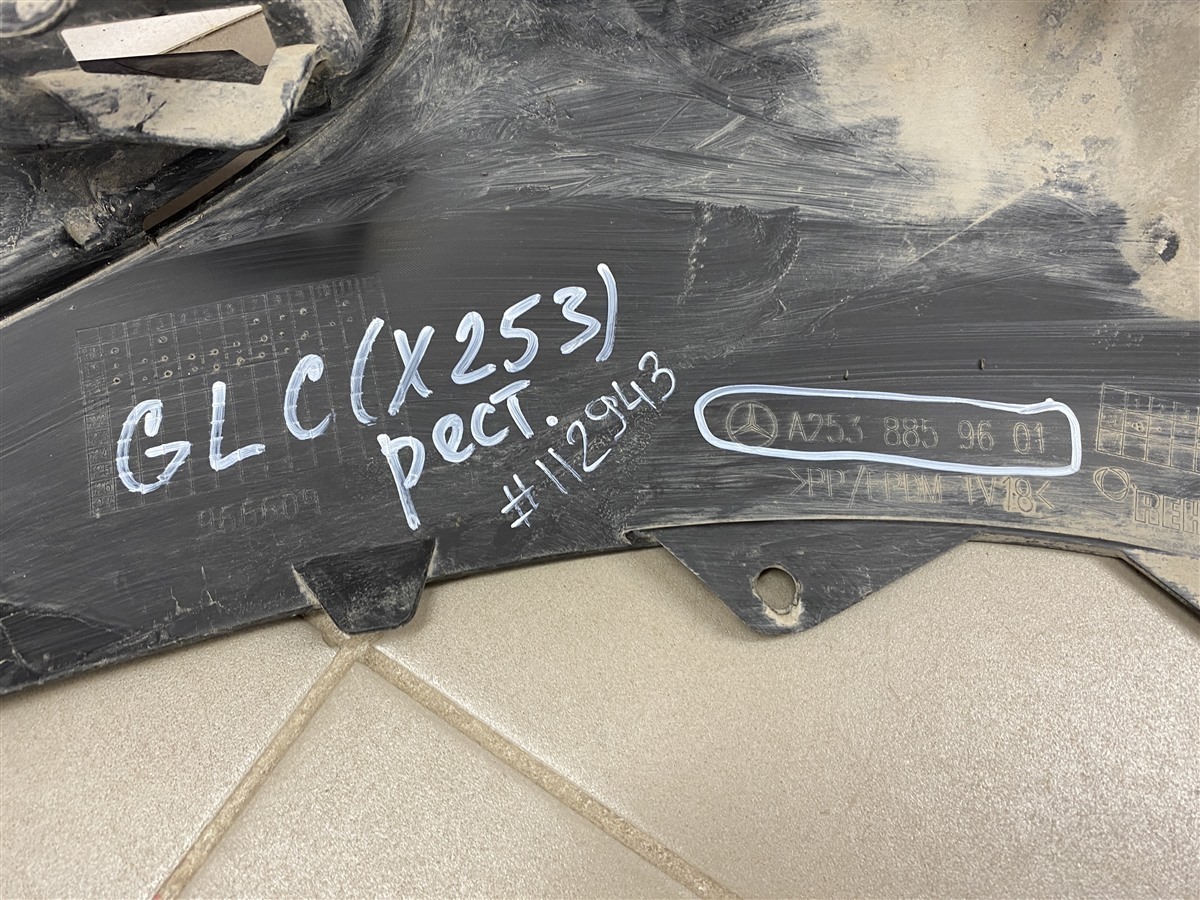 GLC (X253)
рест.
#112943
A253 885 96 01
>PP/EPDM TV18<
956609